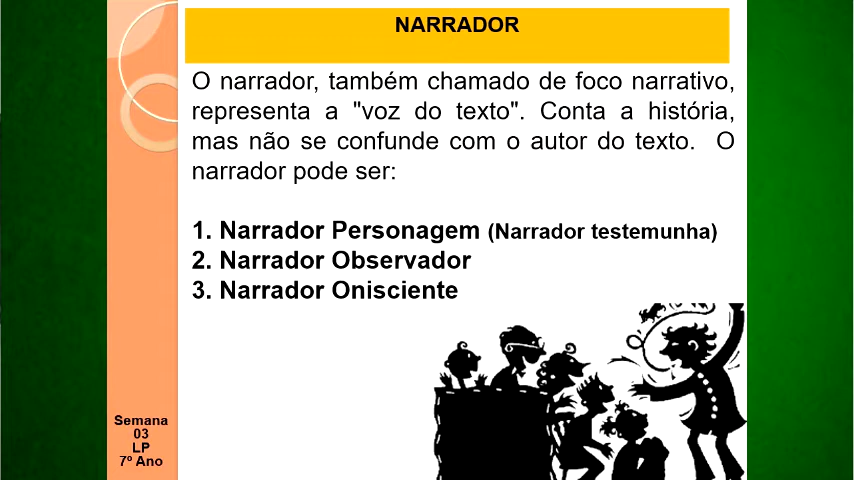 NARRADOR
O narrador, também chamado de foco narrativo,
representa a "voz do texto". Conta a história,
mas não se confunde com o autor do texto. O
narrador pode ser:
1. Narrador Personagem (Narrador testemunha)
2. Narrador Observador
3. Narrador Onisciente
Semana
03
LP
7º Ano